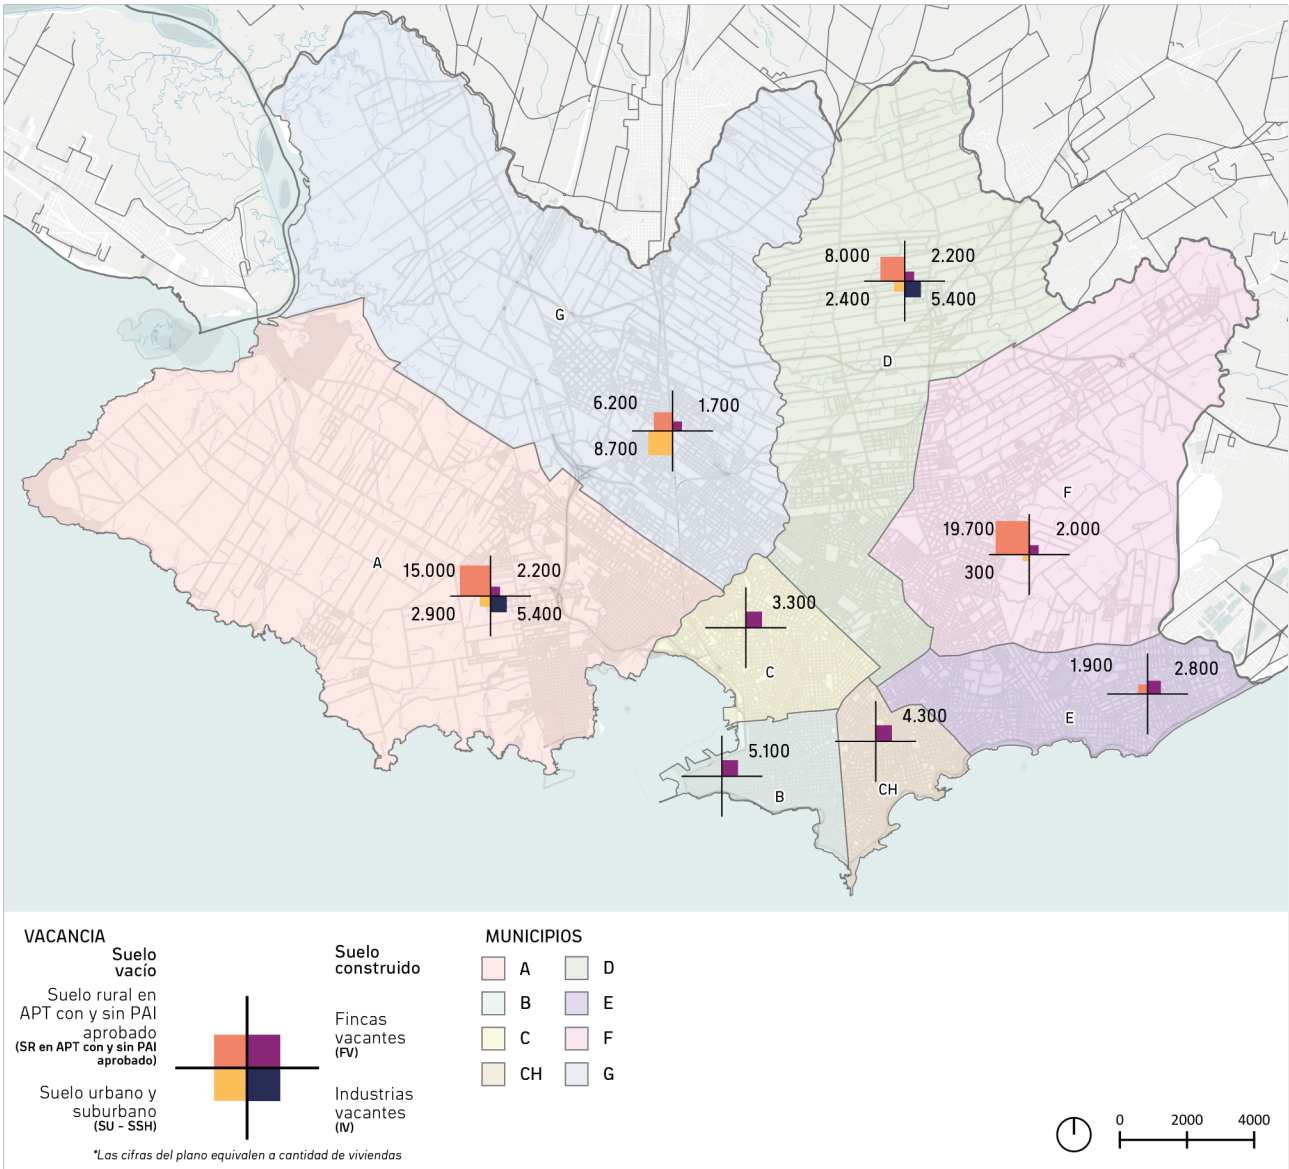 8.000
2.200
2.400
5.400
G
D
6.200
1.700
8.700
F
19.700
2.000
300
A
15.000
2.200
2.900
5.400
3.300
C
1.900
2.800
E
4.300
CH
5.100
B
VACANCIA
Suelo
vacío
Suelo
construido
Suelo rural en
APT con y sin PAI
aprobado
(SR en APT con y sin PAI
aprobado)
Fincas
vacantes
(FV)
Suelo urbano y
suburbano
(SU - SSH)
Industrias
vacantes
(IV)
*Las cifras del plano equivalen a cantidad de viviendas
MUNICIPIOS
A
D
B
E
C
F
CH
G
0 2000 4000